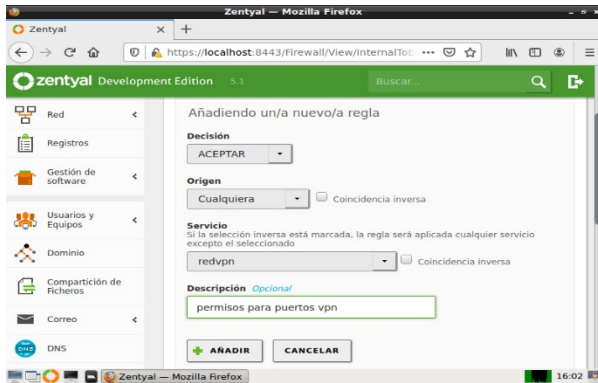 Zentyal — Mozilla Firefox
Zentyal
https://localhost:8443/Firewall/View/InternalToE
zentyal Development Edition 5.1
Buscar...
Red
Registros
Gestión de
software
Usuarios y
Equipos
Dominio
Compartición de
Ficheros
Correo
DNS
DNS
Añadiendo un/a nuevo/a regla
Decisión
ACEPTAR
Origen
Cualquiera
Coincidencia inversa
Servicio
Si la selección inversa está marcada, la regla será aplicada cualquier servicio
excepto el seleccionado
redvpn
Coincidencia inversa
Descripción Opcional
permisos para puertos vpn
AÑADIR
CANCELAR
Zentyal — Mozilla Firefox
16:02